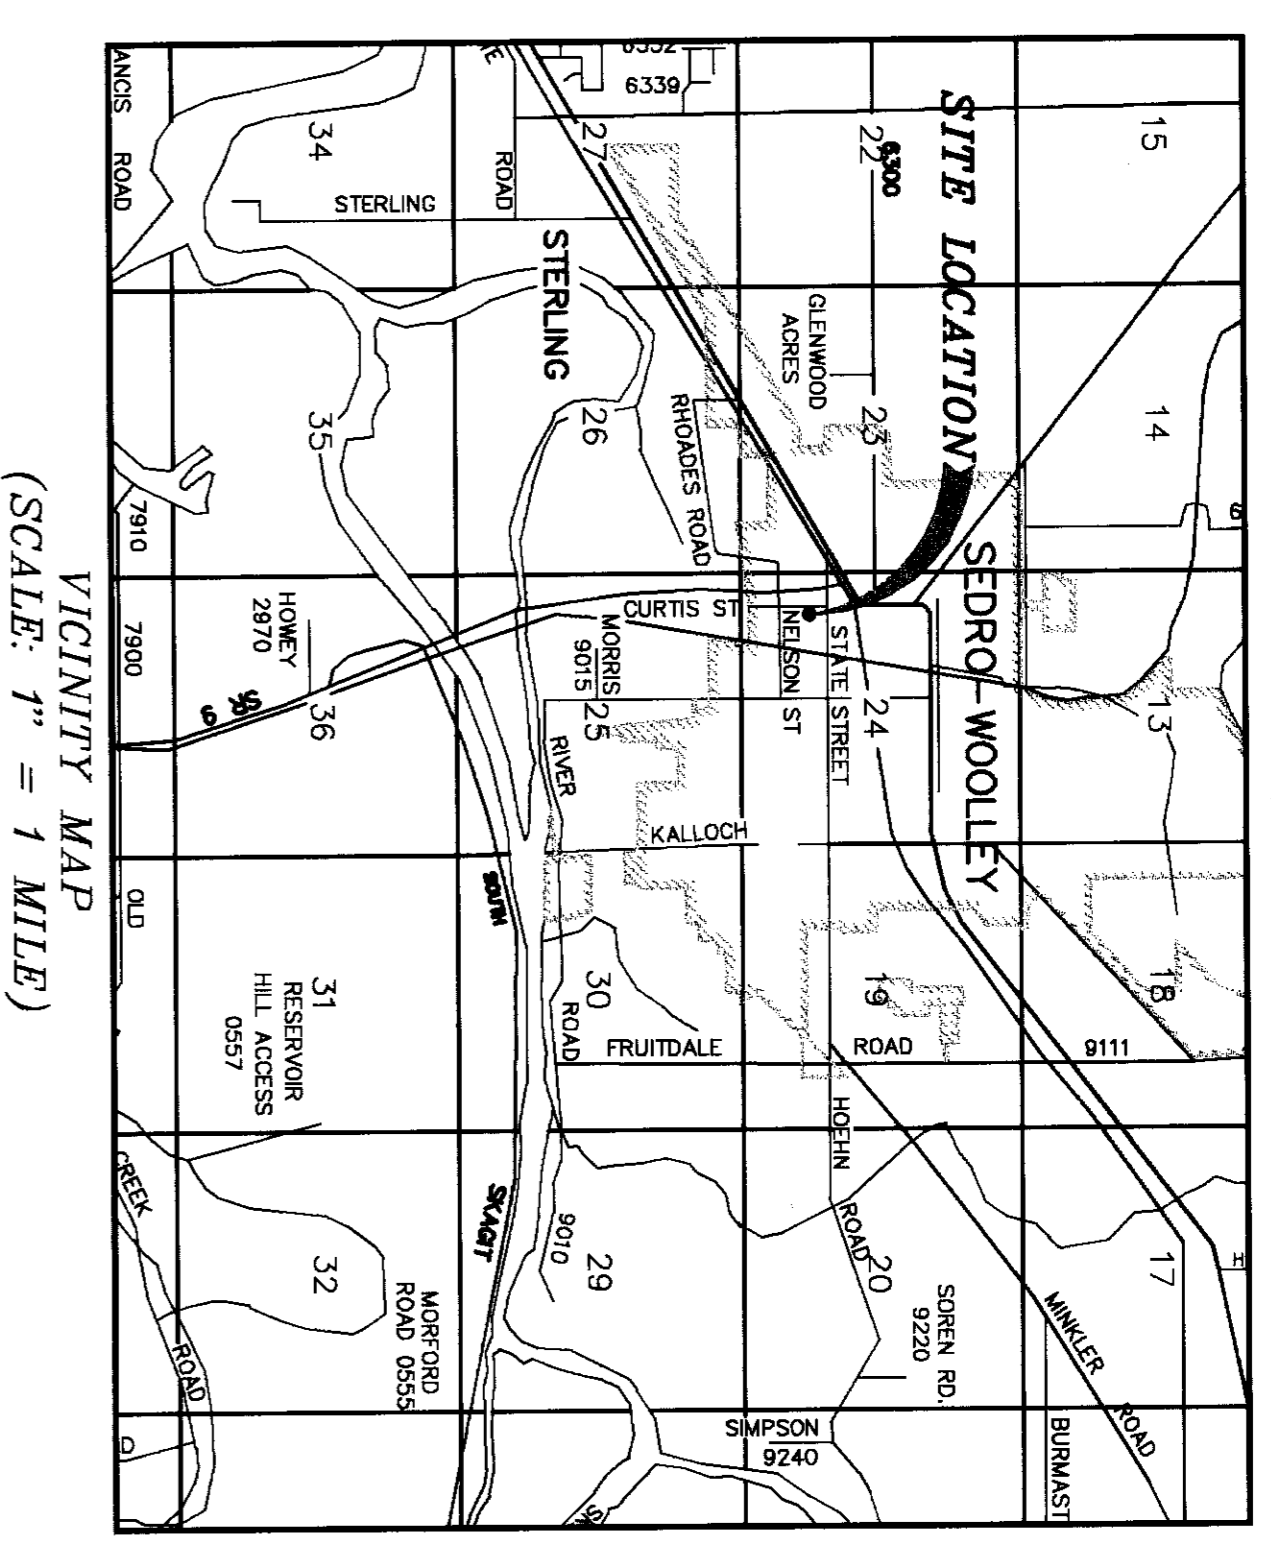 15
14
13
18
17
SITE LOCATION
SEDRO-WOOLLEY
MINKLER
ROAD
BURMAST
6300
22
23
24
19
20
9111
6
H
GLENWOOD
ACRES
STATE STREET
NELSON ST
ROAD
HOEHN
ROAD
SOREN RD.
9220
SIMPSON
9240
6339
27
26
25
30
29
RHOADES ROAD
CURTIS ST
MORRIS
9015
KALLOCH
FRUITDALE
STERLING
RIVER
ROAD
9010
ROAD
STERLING
SOUTH
SKAGIT
34
35
36
31
32
HOWEY
2970
SR 9
RESERVOIR
HILL ACCESS
0557
MORFORD
ROAD 0555
ANCIS ROAD
7910
7900
OLD
CREEK
ROAD
D
VICINITY MAP
(SCALE: 1" = 1 MILE)